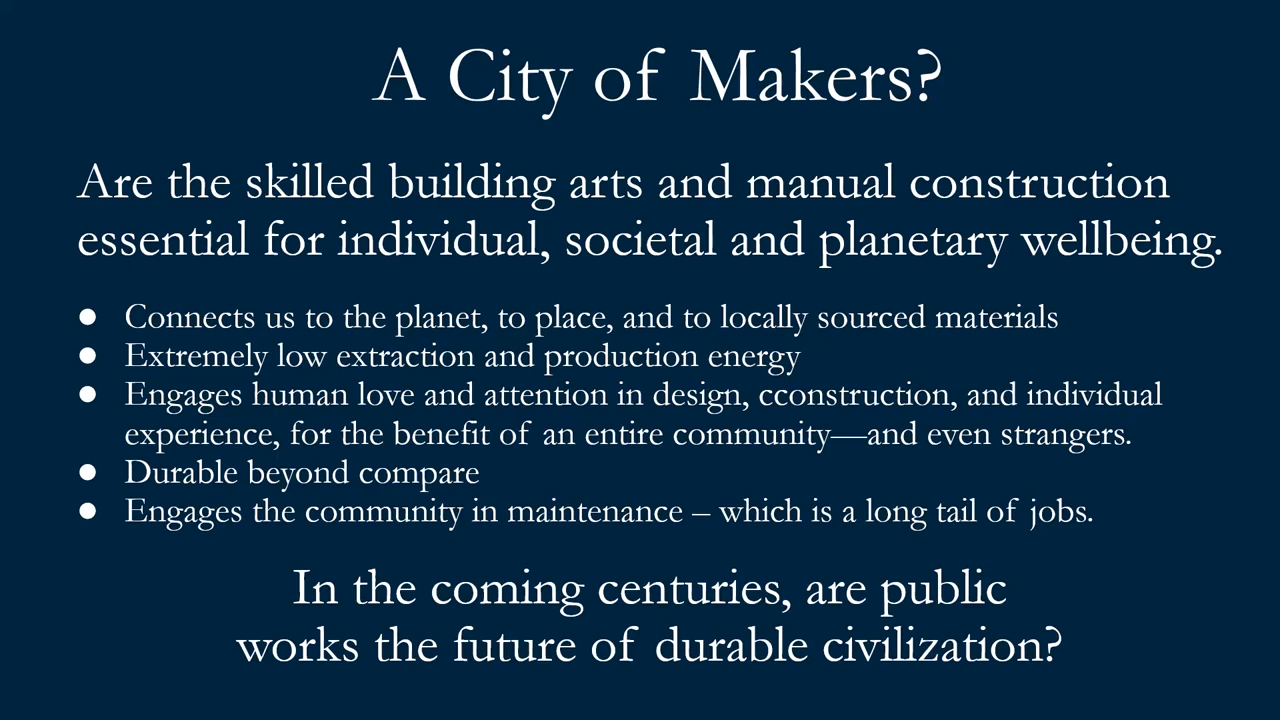 A City of Makers?
Are the skilled building arts and manual construction
essential for individual, societal and planetary wellbeing.
● Connects us to the planet, to place, and to locally sourced materials
● Extremely low extraction and production energy
● Engages human love and attention in design, cconstruction, and individual
experience, for the benefit of an entire community—and even strangers.
● Durable beyond compare
● Engages the community in maintenance – which is a long tail of jobs.
In the coming centuries, are public
works the future of durable civilization?